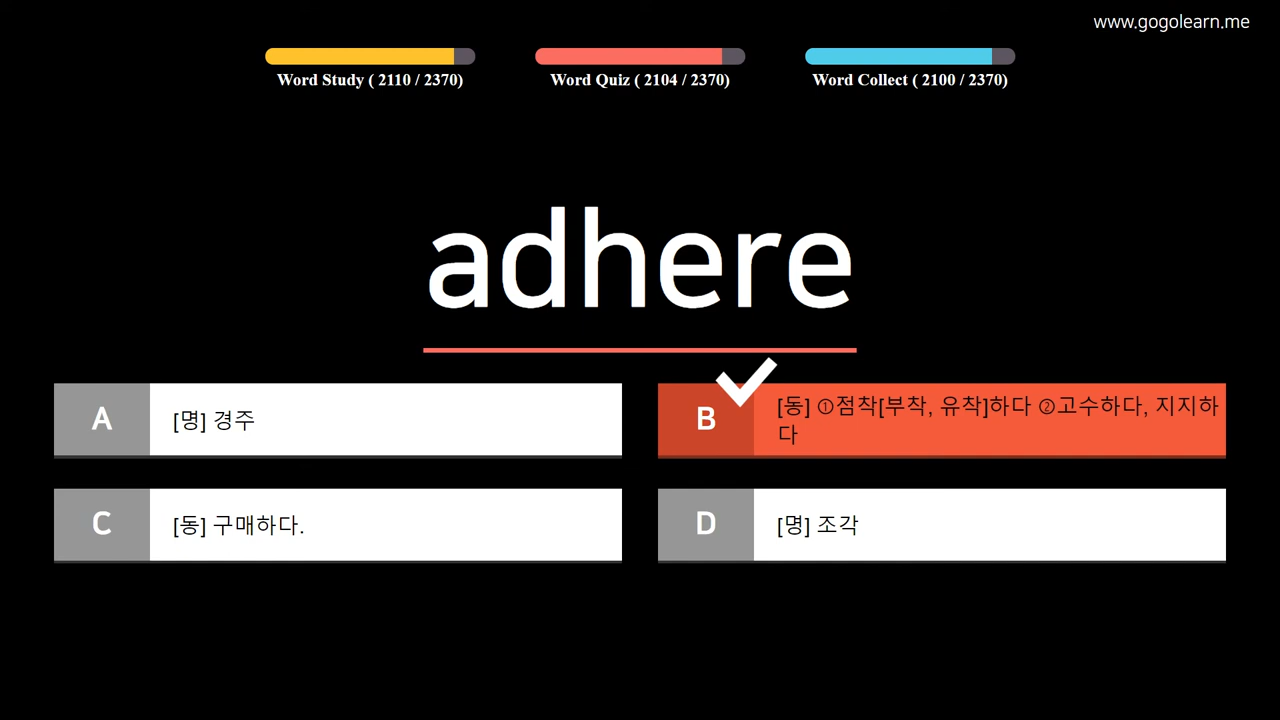 www.gogolearn.me
Word Study ( 2110 / 2370)
Word Quiz ( 2104 / 2370)
Word Collect ( 2100 / 2370)
adhere
A
[명] 경주
B
[동] ①점착[부착, 유착]하다 ②고수하다, 지지하
다
C
[동] 구매하다.
D
[명] 조각